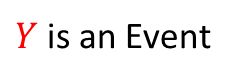 Y is an Event